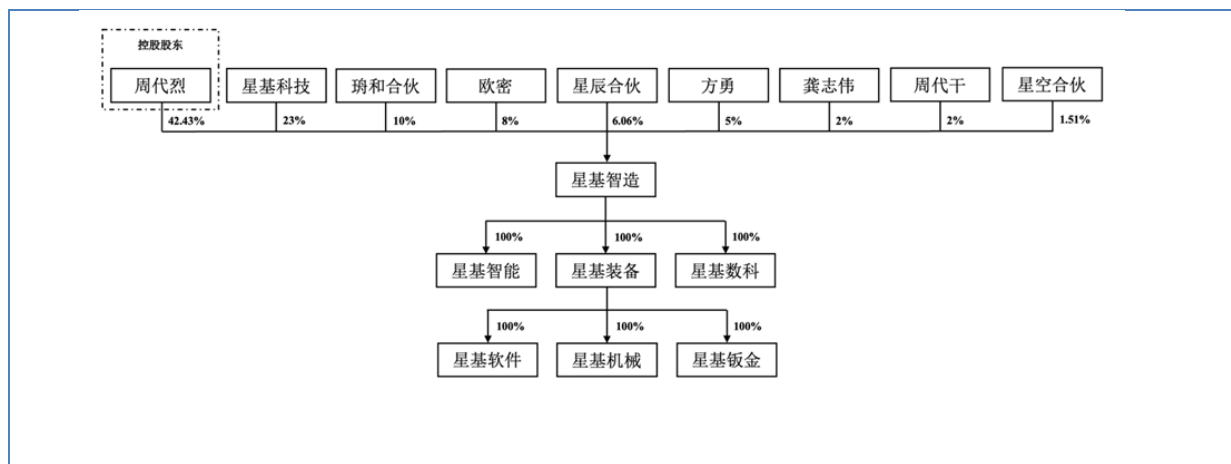 控股股东
周代烈 星基科技 玥和合伙 欧密 星辰合伙 方勇 龚志伟 周代干 星空合伙
42.43% 23% 10% 8% 6.06% 5% 2% 2% 1.51%
星基智造
100% 100% 100%
星基智能 星基装备 星基数科
100% 100% 100%
星基软件 星基机械 星基钣金